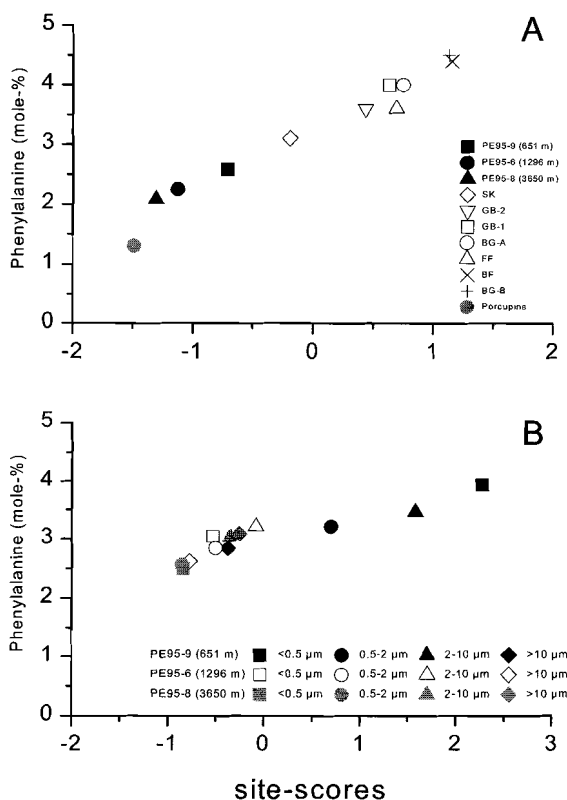 A
5
4
3
2
1
0
Phenylalanine (mole-%)
PE95-9 (651 m)
PE95-6 (1296 m)
PE95-8 (3650 m)
SK
GB-2
GB-1
BG-A
FF
BF
BG-B
Porcupine
-2 -1 0 1 2
B
5
4
3
2
1
0
Phenylalanine (mole-%)
PE95-9 (651 m) <0.5 µm 0.5-2 µm 2-10 µm >10 µm
PE95-6 (1296 m) <0.5 µm 0.5-2 µm 2-10 µm >10 µm
PE95-8 (3650 m) <0.5 µm 0.5-2 µm 2-10 µm >10 µm
-2 -1 0 1 2 3
site-scores